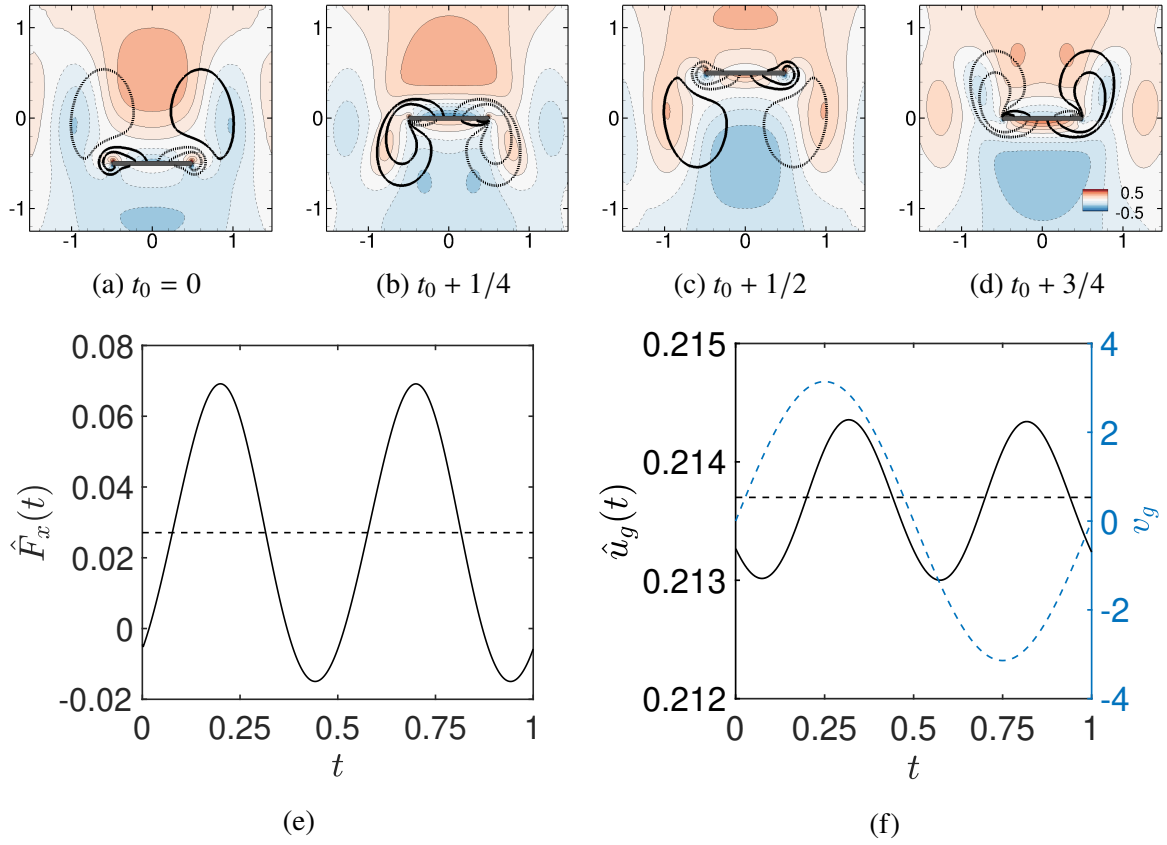 1 1 1 1
0 0 0 0
0.5
-0.5
-1 -1 -1 -1
-1 0 1 -1 0 1 -1 0 1 -1 0 1
(a) t₀ = 0 (b) t₀ + 1/4 (c) t₀ + 1/2 (d) t₀ + 3/4
0.08
0.06
0.04
0.02
0
-0.02
F̂ₓ(t)
0 0.25 0.5 0.75 1
t
(e)
0.215
0.214
0.213
0.212
û_g(t)
4
2
0
-2
-4
v_g
0 0.25 0.5 0.75 1
t
(f)